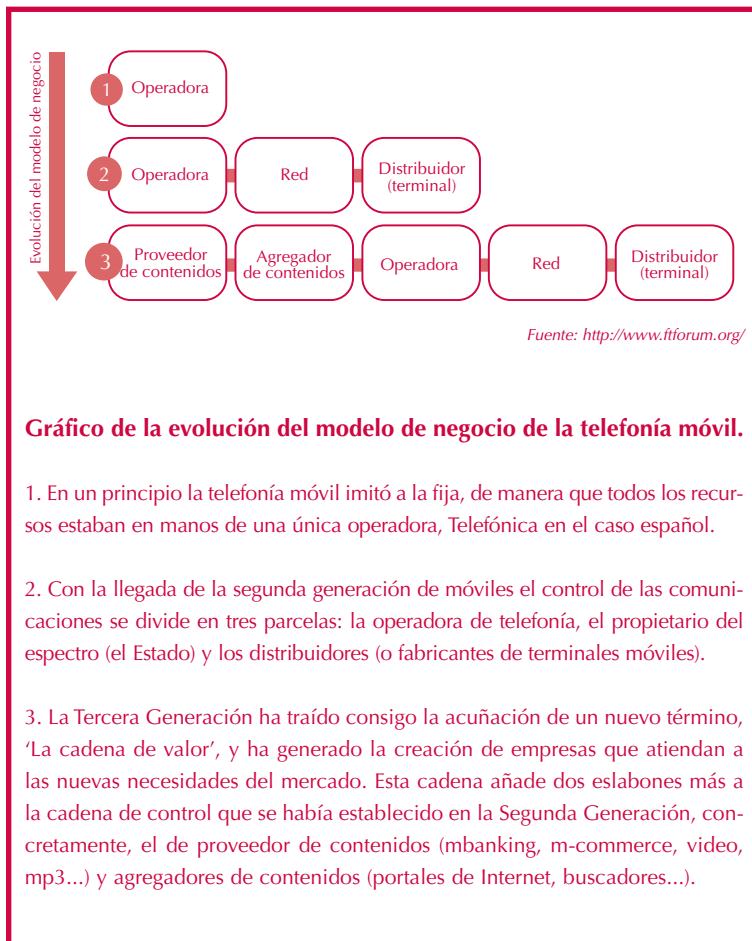 Evolución del modelo de negocio
1 Operadora
2 Operadora Red Distribuidor
(terminal)
3 Proveedor
de contenidos Agregador
de contenidos Operadora Red Distribuidor
(terminal)
Fuente: http://www.ftforum.org/
Gráfico de la evolución del modelo de negocio de la telefonía móvil.
1. En un principio la telefonía móvil imitó a la fija, de manera que todos los recur-
sos estaban en manos de una única operadora, Telefónica en el caso español.
2. Con la llegada de la segunda generación de móviles el control de las comuni-
caciones se divide en tres parcelas: la operadora de telefonía, el propietario del
espectro (el Estado) y los distribuidores (o fabricantes de terminales móviles).
3. La Tercera Generación ha traído consigo la acuñación de un nuevo término,
‘La cadena de valor’, y ha generado la creación de empresas que atiendan a
las nuevas necesidades del mercado. Esta cadena añade dos eslabones más a
la cadena de control que se había establecido en la Segunda Generación, con-
cretamente, el de proveedor de contenidos (mbanking, m-commerce, video,
mp3...) y agregadores de contenidos (portales de Internet, buscadores...).